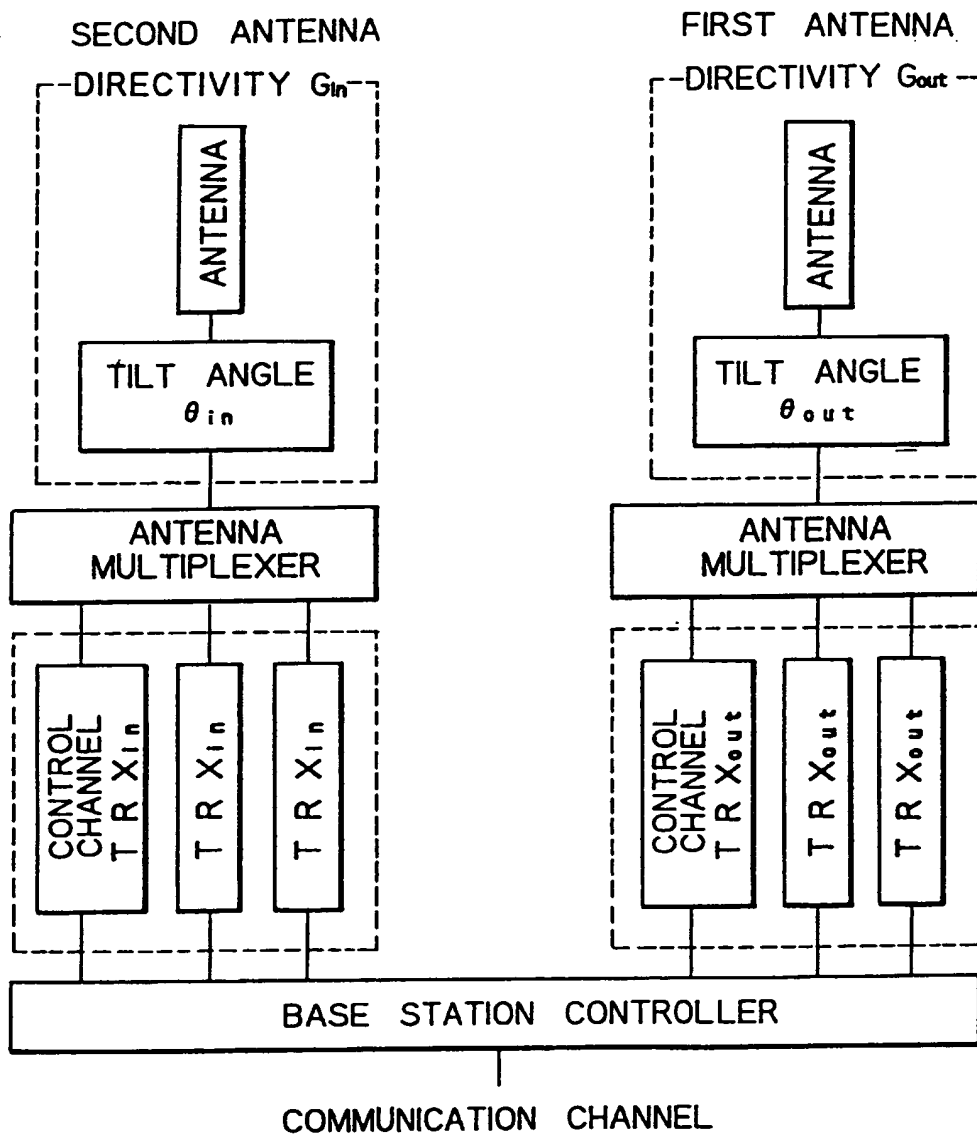 SECOND ANTENNA
DIRECTIVITY Gin
ANTENNA
TILT ANGLE
θin
ANTENNA
MULTIPLEXER
CONTROL
CHANNEL
TRXin
TRXin
TRXin
FIRST ANTENNA
DIRECTIVITY Gout
ANTENNA
TILT ANGLE
θout
ANTENNA
MULTIPLEXER
CONTROL
CHANNEL
TRXout
TRXout
TRXout
BASE STATION CONTROLLER
COMMUNICATION CHANNEL